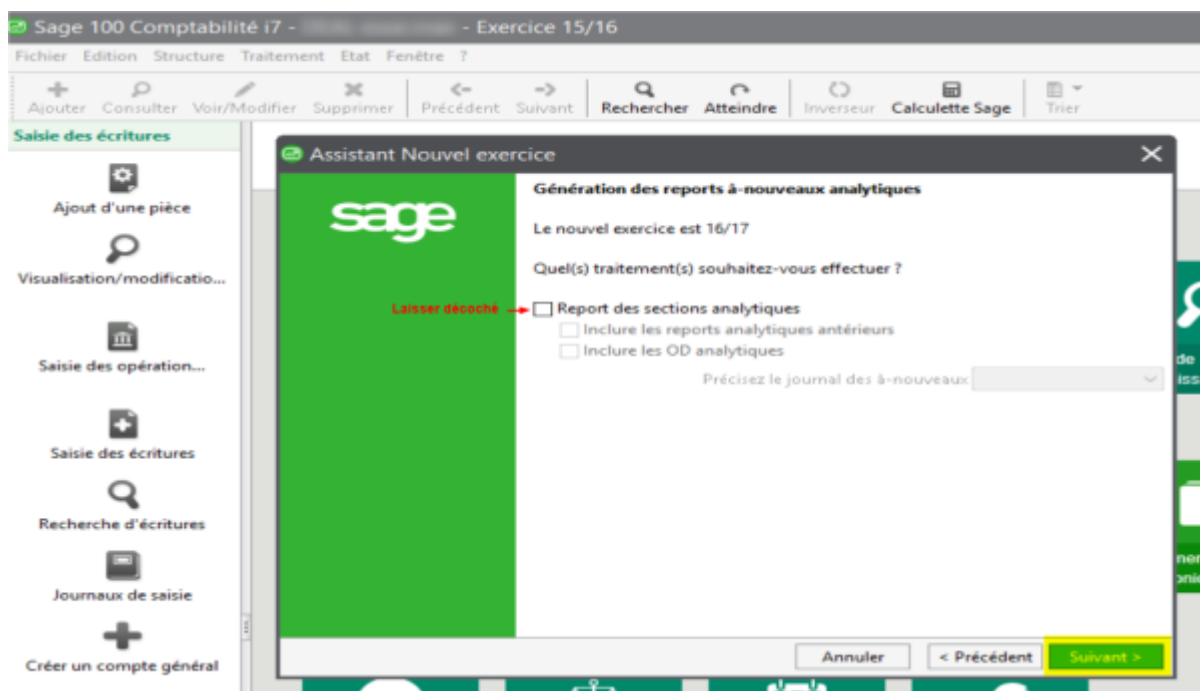 Sage 100 Comptabilité i7 - - Exercice 15/16
Fichier Edition Structure Traitement Etat Fenêtre ?
Ajouter Consulter Voir/Modifier Supprimer Précédent Suivant Rechercher Atteindre Inverseur Calculette Sage Trier
Saisie des écritures
Ajout d'une pièce
Visualisation/modificatio...
Saisie des opération...
Saisie des écritures
Recherche d'écritures
Journaux de saisie
Créer un compte général
Assistant Nouvel exercice
sage
Génération des reports à-nouveaux analytiques
Le nouvel exercice est 16/17
Quel(s) traitement(s) souhaitez-vous effectuer ?
Laisser décoché
Report des sections analytiques
Inclure les reports analytiques antérieurs
Inclure les OD analytiques
Précisez le journal des à-nouveaux
Annuler < Précédent Suivant >
de
iss